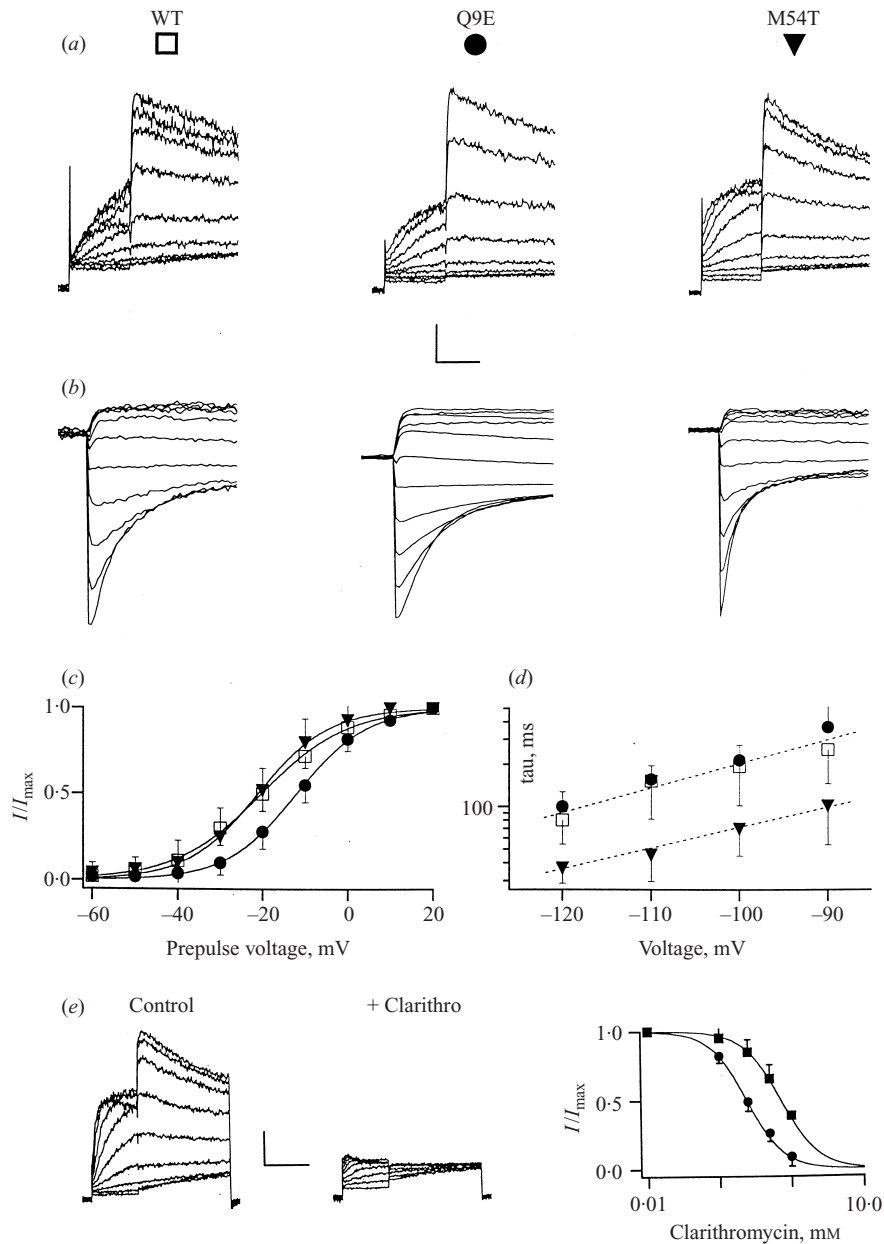 WT Q9E M54T
(a)
(b)
(c)
1·0
0·5
0·0
I/Imax
−60 −40 −20 0 20
Prepulse voltage, mV
(d)
tau, ms
100
−120 −110 −100 −90
Voltage, mV
(e) Control + Clarithro
1·0
0·5
0·0
I/Imax
0·01 10·0
Clarithromycin, mM